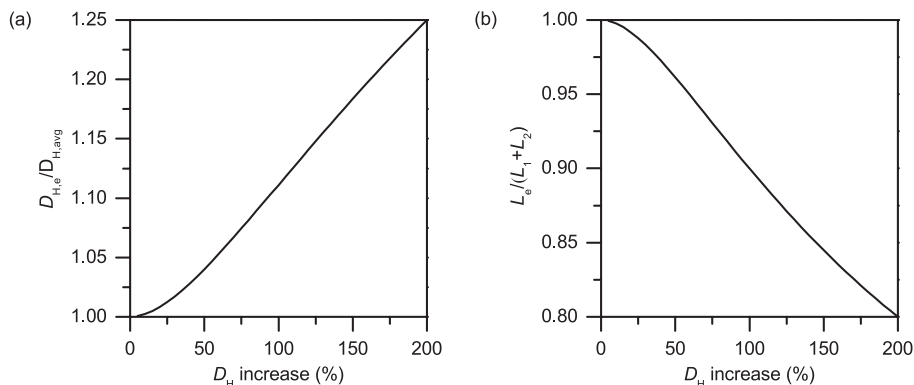 (a)
1.25
1.20
1.15
1.10
1.05
1.00
D_H,e/D_H,avg
0 50 100 150 200
D_H increase (%)
(b)
1.00
0.95
0.90
0.85
0.80
L_e/(L_1+L_2)
0 50 100 150 200
D_H increase (%)